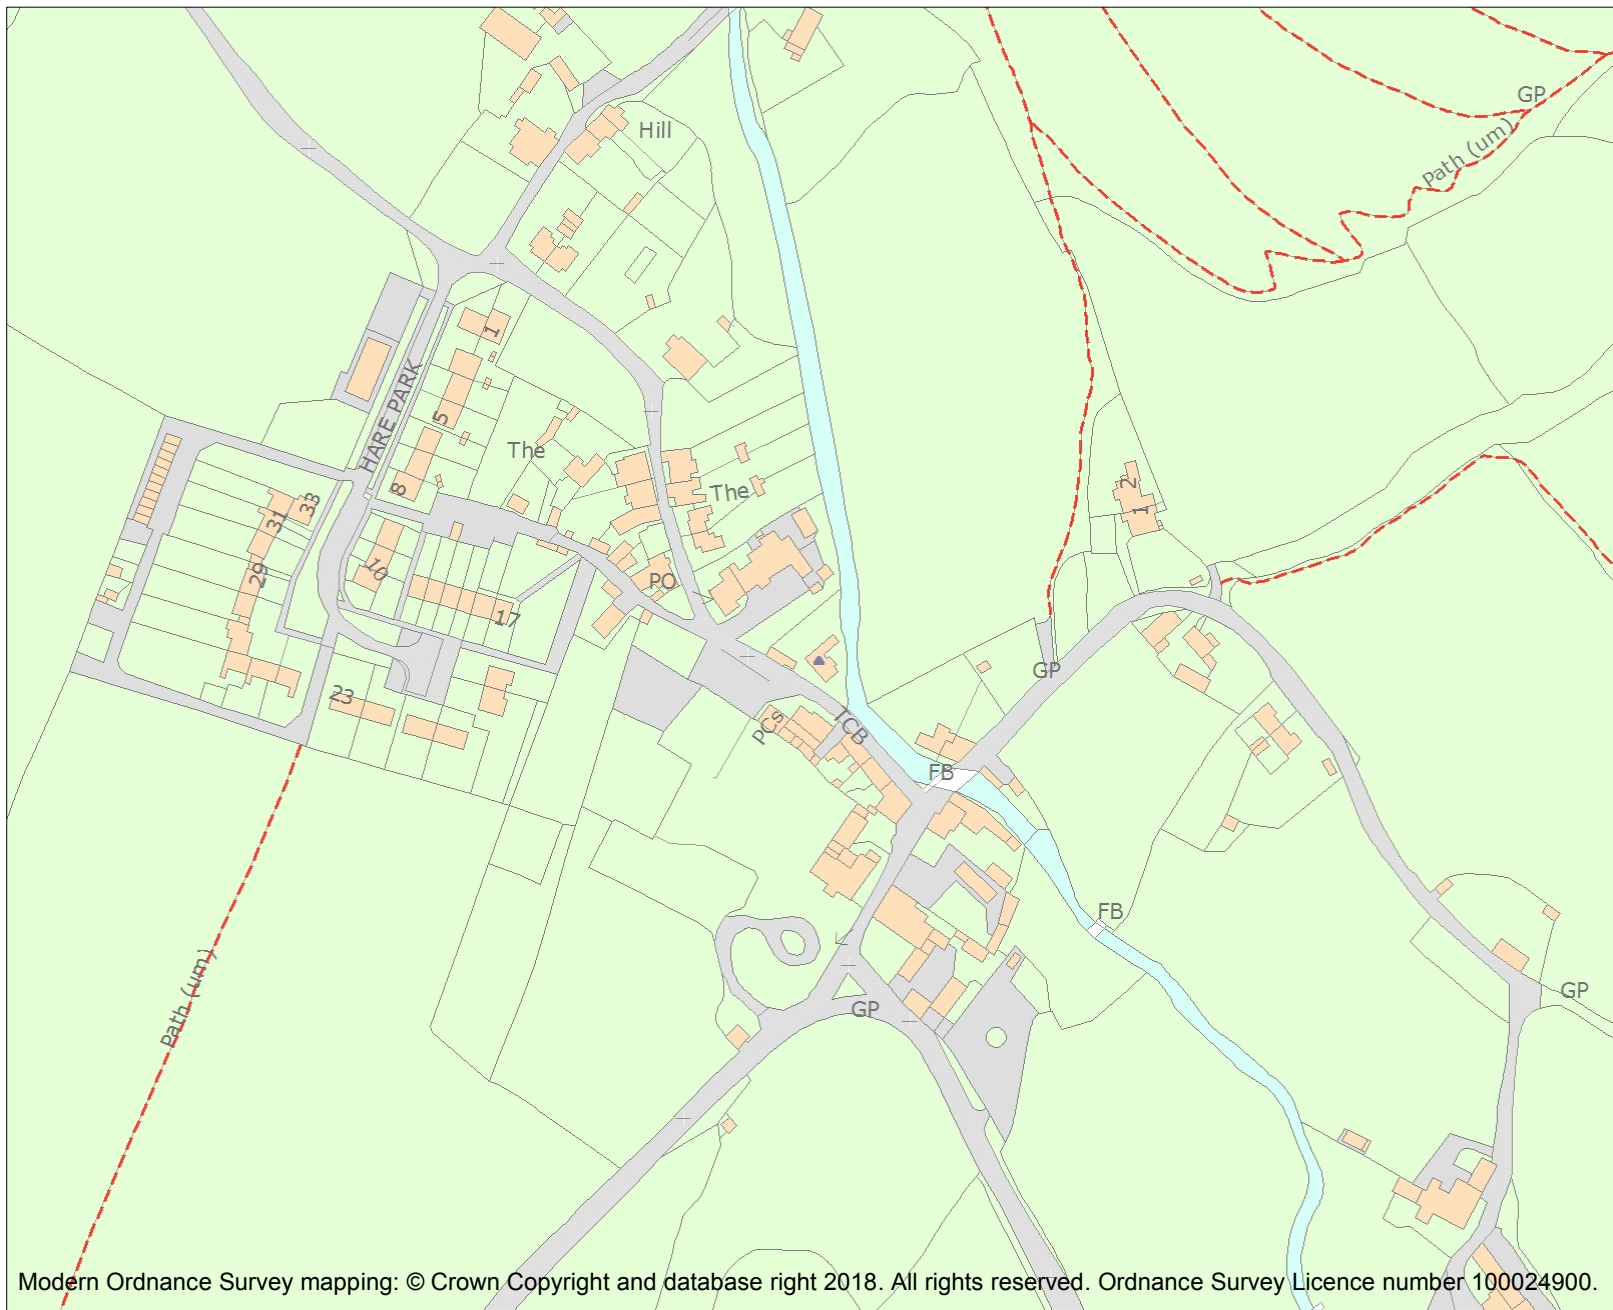 GP
Hill
Path (um)
1
HARE PARK
5
The
2
8
The
1
33
31
10
29
PO
17
GP
23
PCs
TCB
FB
FB
Path (um)
GP
GP
Modern Ordnance Survey mapping: © Crown Copyright and database right 2018. All rights reserved. Ordnance Survey Licence number 100024900.